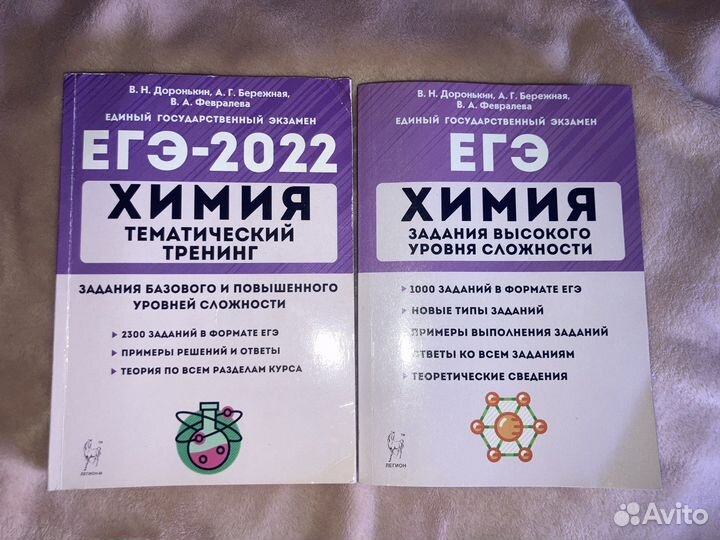 В. Н. Доронькин, А. Г. Бережная,
В. А. Февралева
ЕДИНЫЙ ГОСУДАРСТВЕННЫЙ ЭКЗАМЕН
ЕГЭ-2022
ХИМИЯ
ТЕМАТИЧЕСКИЙ
ТРЕНИНГ
ЗАДАНИЯ БАЗОВОГО И ПОВЫШЕННОГО
УРОВНЕЙ СЛОЖНОСТИ
2300 ЗАДАНИЙ В ФОРМАТЕ ЕГЭ
ПРИМЕРЫ РЕШЕНИЙ И ОТВЕТЫ
ТЕОРИЯ ПО ВСЕМ РАЗДЕЛАМ КУРСА
ЛЕГИОН-М
В. Н. Доронькин, А. Г. Бережная,
В. А. Февралева
ЕДИНЫЙ ГОСУДАРСТВЕННЫЙ ЭКЗАМЕН
ЕГЭ
ХИМИЯ
ЗАДАНИЯ ВЫСОКОГО
УРОВНЯ СЛОЖНОСТИ
1000 ЗАДАНИЙ В ФОРМАТЕ ЕГЭ
НОВЫЕ ТИПЫ ЗАДАНИЙ
ПРИМЕРЫ ВЫПОЛНЕНИЯ ЗАДАНИЙ
ОТВЕТЫ КО ВСЕМ ЗАДАНИЯМ
ТЕОРЕТИЧЕСКИЕ СВЕДЕНИЯ
ЛЕГИОН
Avito